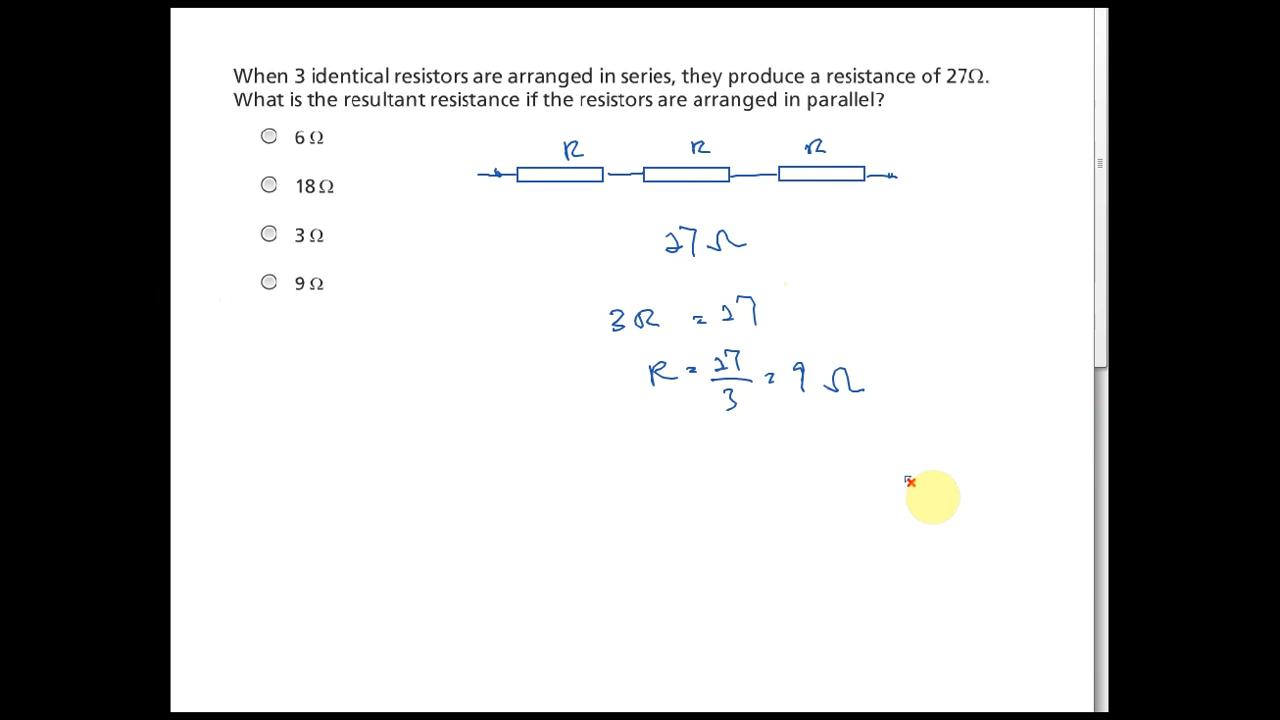 When 3 identical resistors are arranged in series, they produce a resistance of 27Ω.
What is the resultant resistance if the resistors are arranged in parallel?
6 Ω
18 Ω
3 Ω
9 Ω
R R R
27 Ω
3R = 27
R = 27/3 = 9 Ω